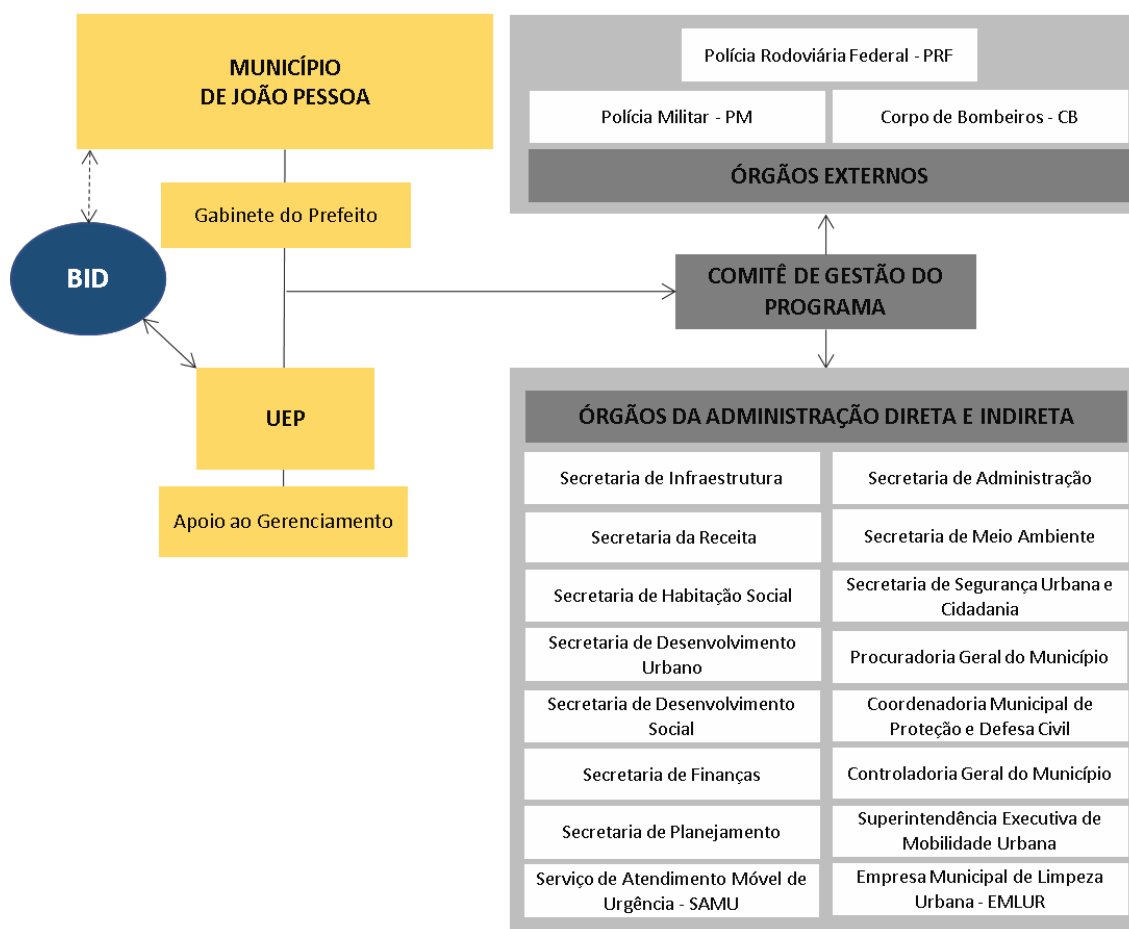 MUNICÍPIO
DE JOÃO PESSOA
Gabinete do Prefeito
BID
UEP
Apoio ao Gerenciamento
Polícia Rodoviária Federal - PRF
Polícia Militar - PM
Corpo de Bombeiros - CB
ÓRGÃOS EXTERNOS
COMITÊ DE GESTÃO DO
PROGRAMA
ÓRGÃOS DA ADMINISTRAÇÃO DIRETA E INDIRETA
Secretaria de Infraestrutura
Secretaria de Administração
Secretaria da Receita
Secretaria de Meio Ambiente
Secretaria de Habitação Social
Secretaria de Segurança Urbana e
Cidadania
Secretaria de Desenvolvimento
Urbano
Procuradoria Geral do Município
Secretaria de Desenvolvimento
Social
Coordenadoria Municipal de
Proteção e Defesa Civil
Secretaria de Finanças
Controladoria Geral do Município
Secretaria de Planejamento
Superintendência Executiva de
Mobilidade Urbana
Serviço de Atendimento Móvel de
Urgência - SAMU
Empresa Municipal de Limpeza
Urbana - EMLUR